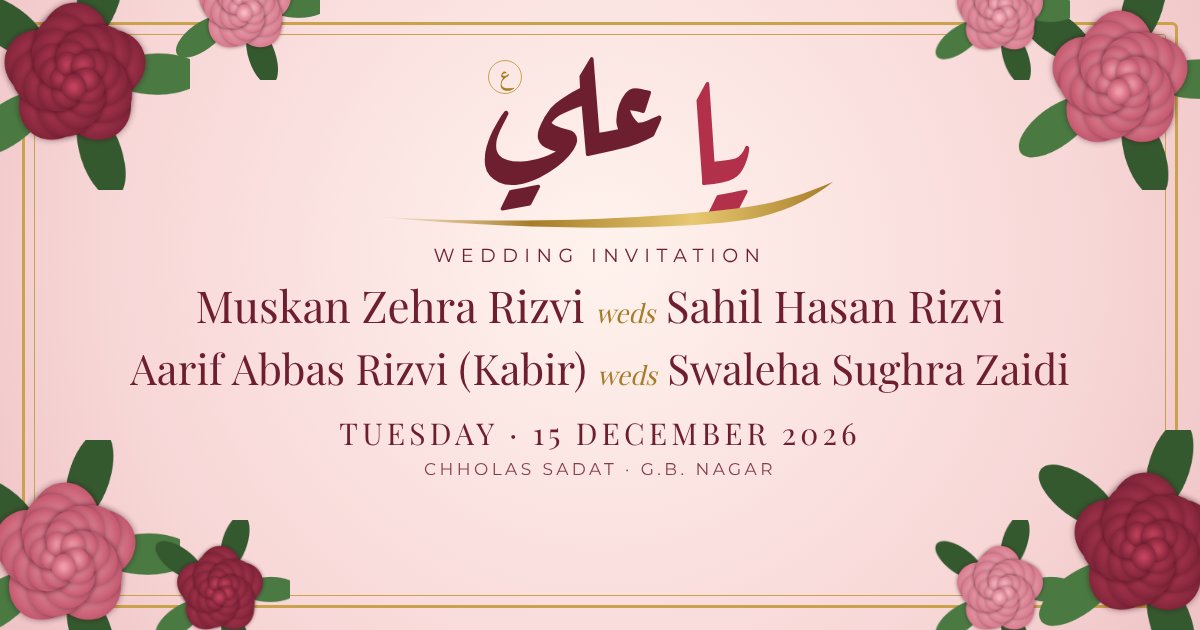 ع
يا علي
WEDDING INVITATION
Muskan Zehra Rizvi weds Sahil Hasan Rizvi
Aarif Abbas Rizvi (Kabir) weds Swaleha Sughra Zaidi
TUESDAY · 15 DECEMBER 2026
CHHOLAS SADAT · G.B. NAGAR